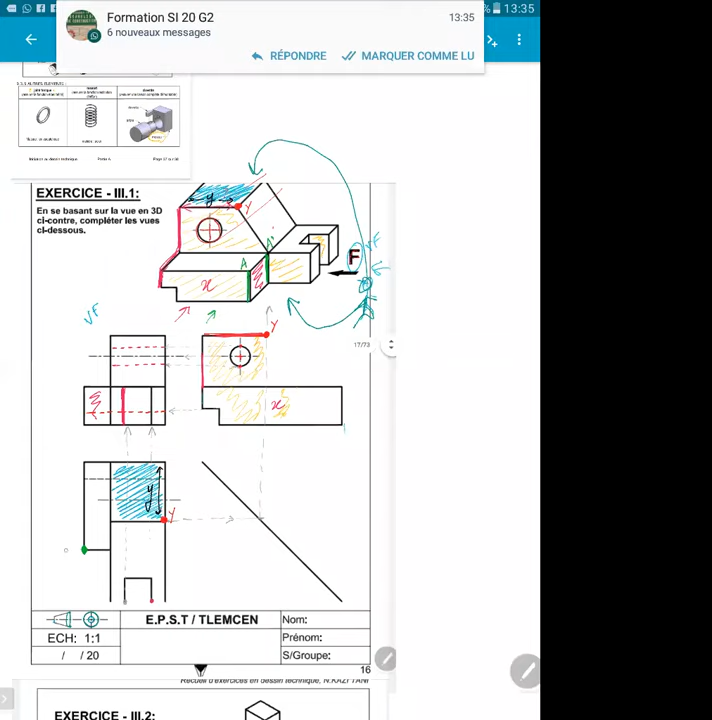 13:35
Formation SI 20 G2
6 nouveaux messages
13:35
RÉPONDRE
MARQUER COMME LU
EXERCICE - III.1:
En se basant sur la vue en 3D
ci-contre, compléter les vues
ci-dessous.
y
Y
A'
A
x
F
VF
VF
Y
17/73
x
y
Y
E.P.S.T / TLEMCEN
Nom:
ECH: 1:1
Prénom:
/ / 20
S/Groupe:
16
Recueil d'exercices en dessin technique, N.KAZI TANI
EXERCICE - III.2: